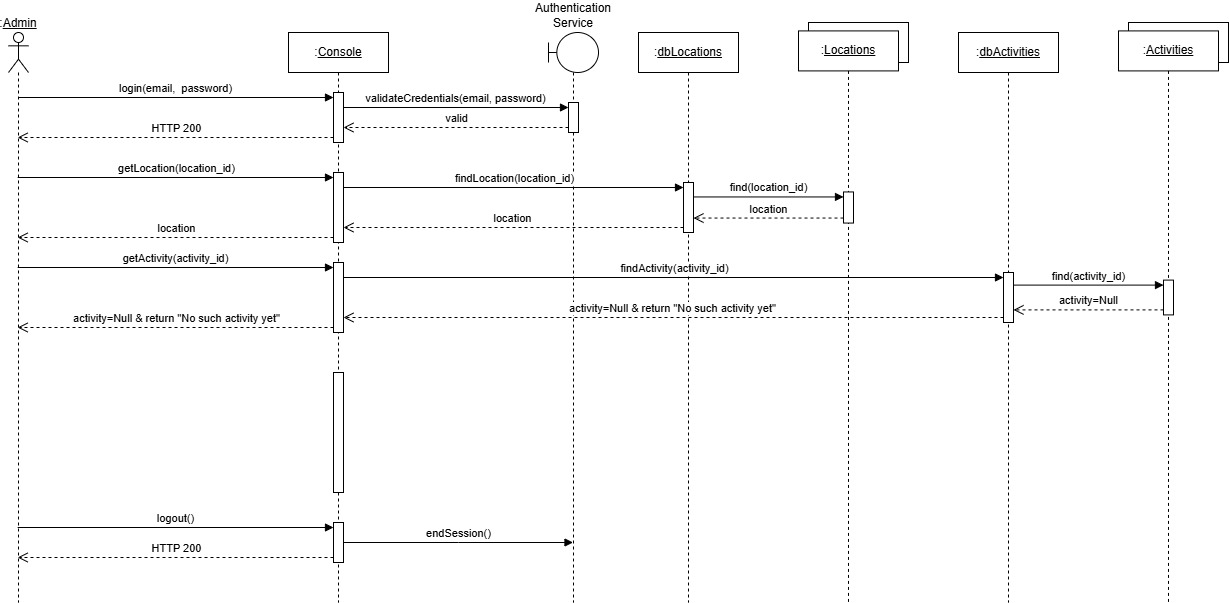 Authentication
Service
:Admin
:Console
:dbLocations
:Locations
:dbActivities
:Activities
login(email,  password)
validateCredentials(email, password)
valid
HTTP 200
getLocation(location_id)
findLocation(location_id)
find(location_id)
location
location
location
getActivity(activity_id)
findActivity(activity_id)
find(activity_id)
activity=Null
activity=Null & return "No such activity yet"
activity=Null & return "No such activity yet"
logout()
endSession()
HTTP 200